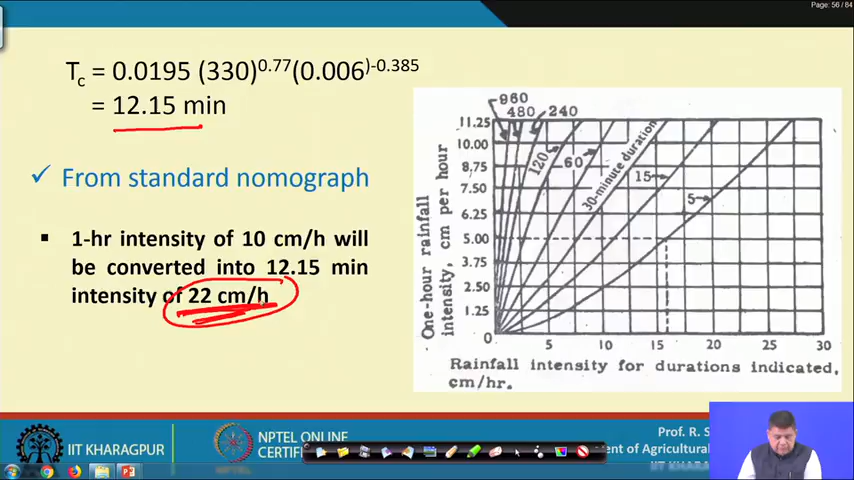 Page: 56 / 84
Tc = 0.0195 (330)^0.77(0.006)^-0.385
= 12.15 min
✓ From standard nomograph
▪ 1-hr intensity of 10 cm/h will
be converted into 12.15 min
intensity of 22 cm/h
960
480
240
120
60
30-minute duration
15
5
One-hour rainfall
intensity, cm per hour
11.25
10.00
8.75
7.50
6.25
5.00
3.75
2.50
1.25
0
5
10
15
20
25
30
Rainfall intensity for durations indicated,
cm/hr.
IIT KHARAGPUR
NPTEL ONLINE
CERTIFI
Prof. R. S
ent of Agricultural
IIT KHARA